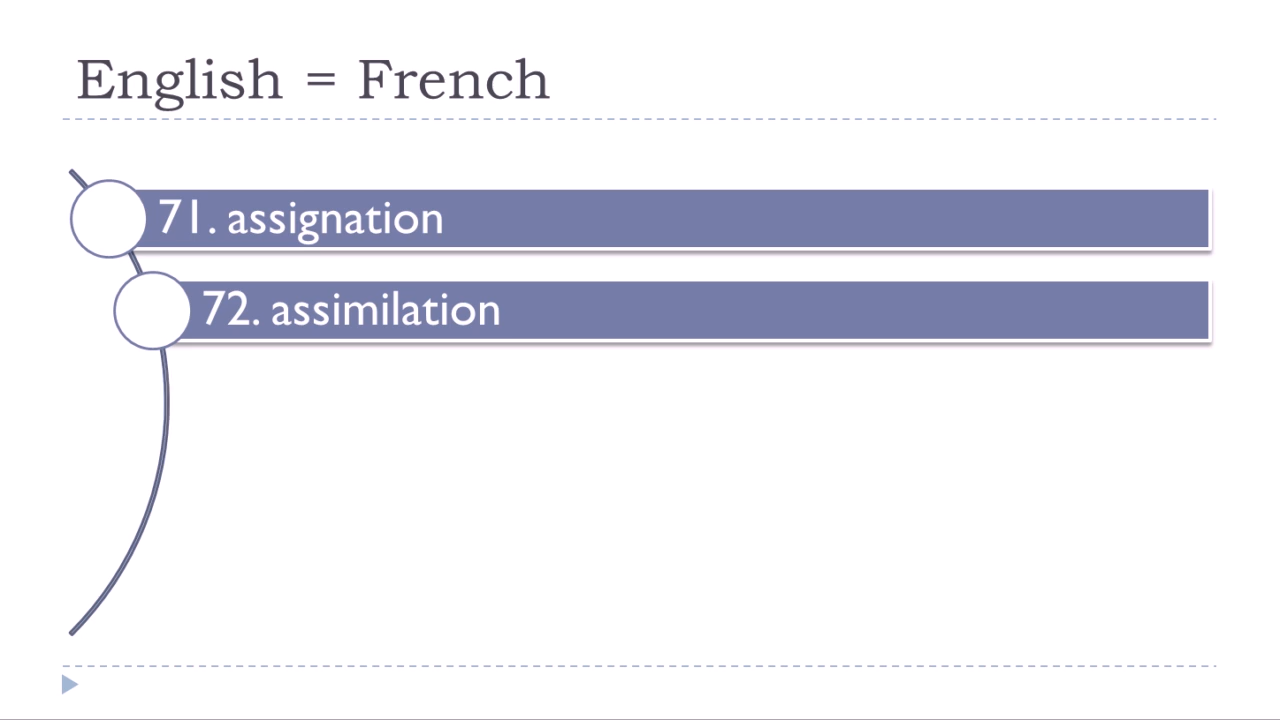 English = French
71. assignation
72. assimilation